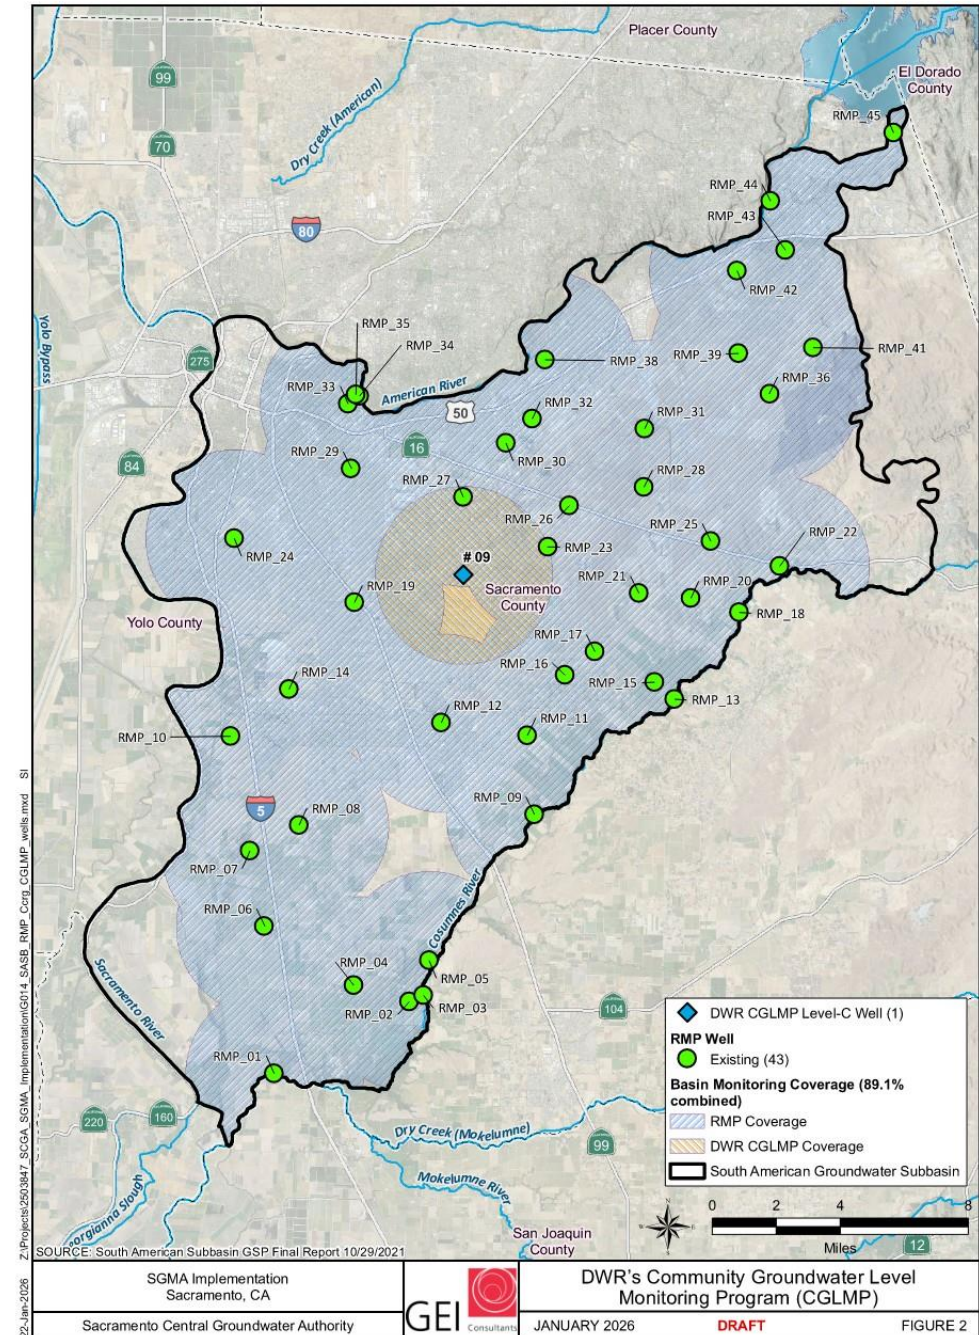 Placer County
El Dorado
County
99
Dry Creek (American)
70
RMP_45
RMP_44
RMP_43
80
RMP_42
Yolo Bypass
RMP_35
RMP_34
275
RMP_38
RMP_39
RMP_41
American River
RMP_33
RMP_36
50
RMP_32
RMP_31
16
84
RMP_29
RMP_30
RMP_28
RMP_27
RMP_26
RMP_25
RMP_24
RMP_23
RMP_22
# 09
Sacramento
County
RMP_21
RMP_20
RMP_19
RMP_18
Yolo County
RMP_17
RMP_16
RMP_15
RMP_14
RMP_13
RMP_12
RMP_11
RMP_10
5
RMP_09
RMP_08
RMP_07
Cosumnes River
RMP_06
RMP_04
RMP_05
RMP_02
RMP_03
Sacramento River
104
RMP_01
220
160
Dry Creek (Mokelumne)
99
Mokelumne River
eorgianna Slough
San Joaquin
County
12
DWR CGLMP Level-C Well (1)
RMP Well
Existing (43)
Basin Monitoring Coverage (89.1%
combined)
RMP Coverage
DWR CGLMP Coverage
South American Groundwater Subbasin
N
0 2 4 8
Miles
SOURCE: South American Subbasin GSP Final Report 10/29/2021
Z:\Projects\2503847_SCGA_SGMA_Implementation\G014_SASB_RMP_Ccrg_CGLMP_wells.mxd SI
22-Jan-2026
SGMA Implementation
Sacramento, CA
Sacramento Central Groundwater Authority
GEI Consultants
DWR's Community Groundwater Level
Monitoring Program (CGLMP)
JANUARY 2026 DRAFT FIGURE 2